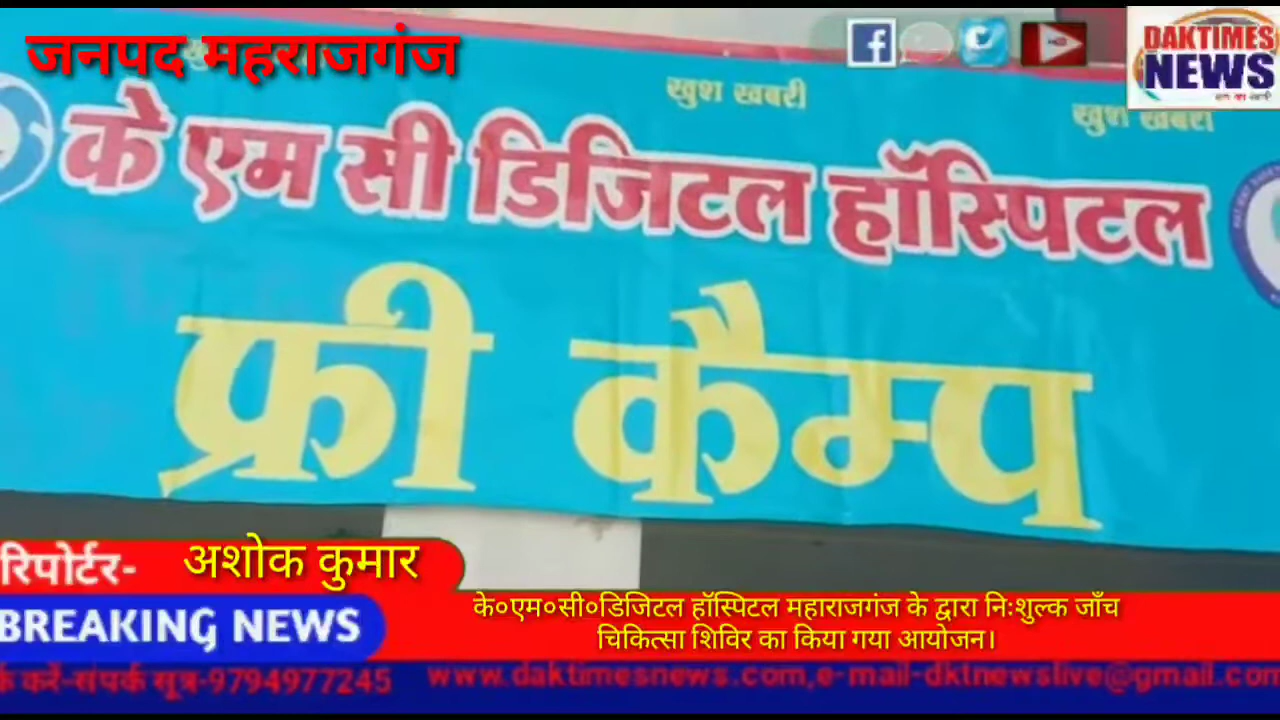 जनपद महराजगंज
DAKTIMES
NEWS
खुश खबरी
खुश खबरी
के एम सी डिजिटल हॉस्पिटल
फ्री कैम्प
रिपोर्टर- अशोक कुमार
BREAKING NEWS
के०एम०सी०डिजिटल हॉस्पिटल महाराजगंज के द्वारा निःशुल्क जाँच
चिकित्सा शिविर का किया गया आयोजन।
करें-संपर्क सूत्र-9794977245 www.daktimesnews.com,e-mail-dktnewslive@gmail.com